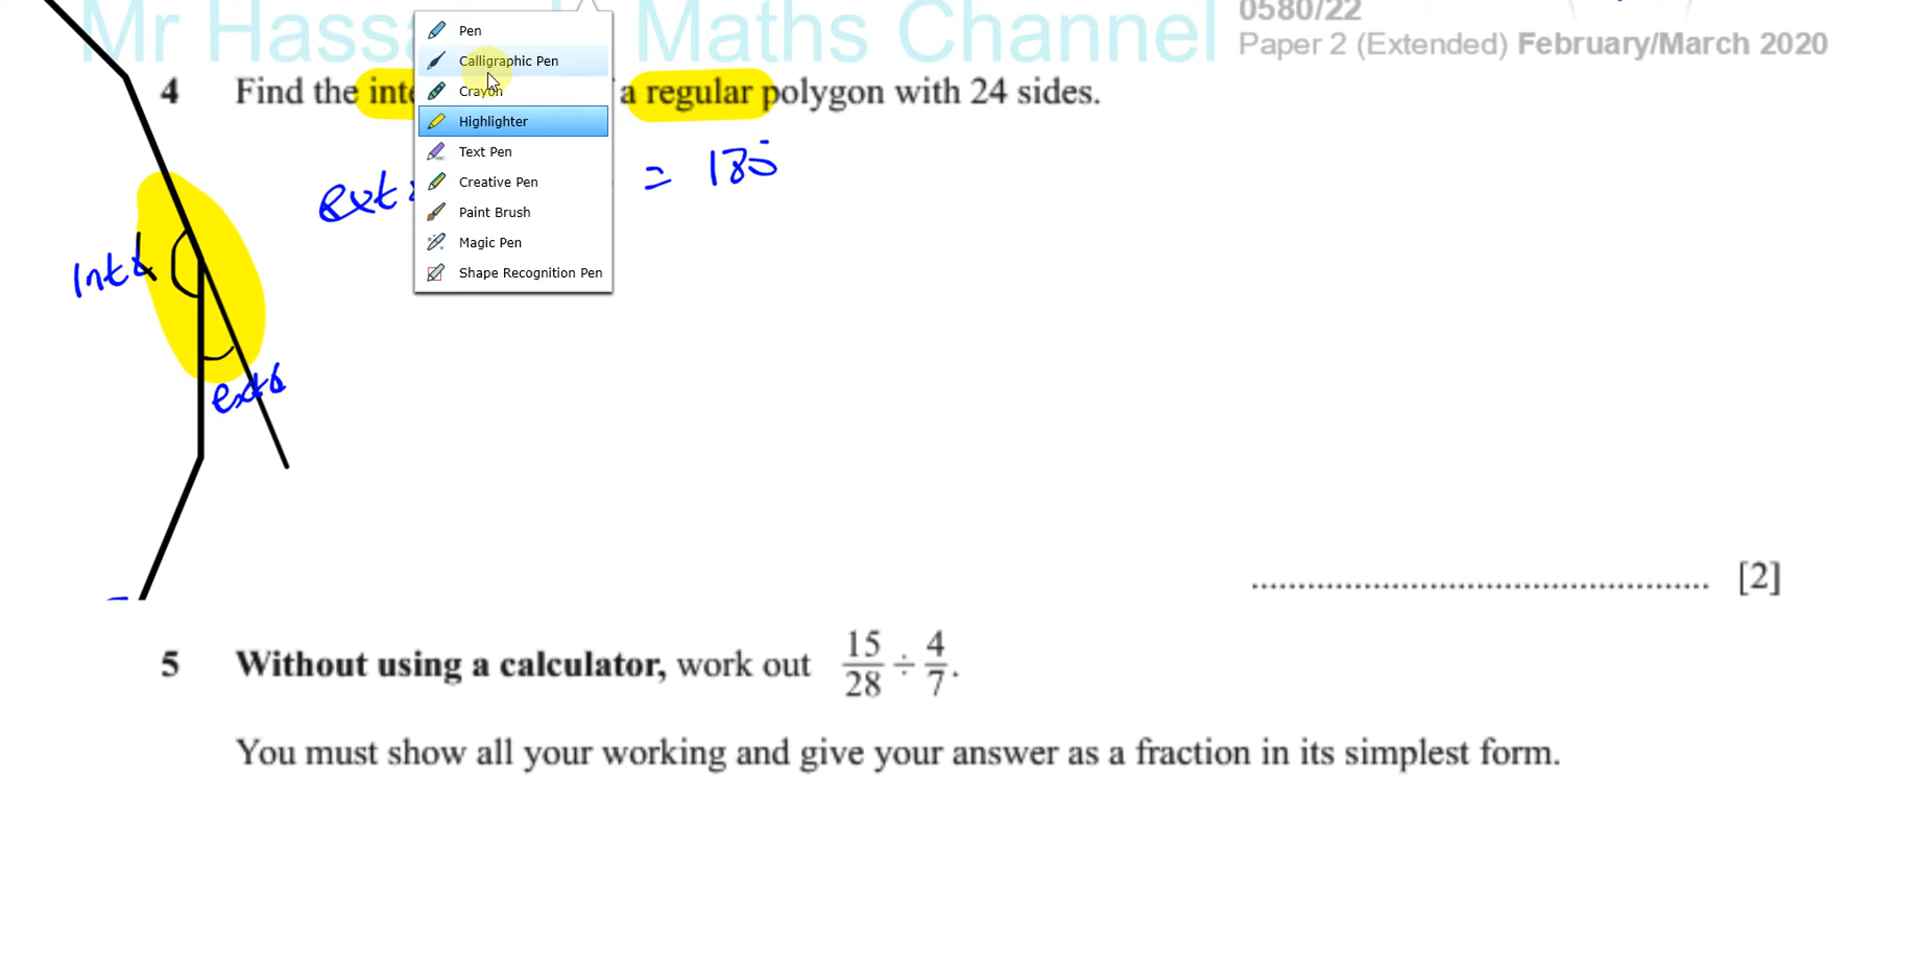 Mr Hassa Maths Channel
0580/22
Paper 2 (Extended) February/March 2020
Pen
Calligraphic Pen
Crayon
Highlighter
Text Pen
Creative Pen
Paint Brush
Magic Pen
Shape Recognition Pen
4 Find the inte a regular polygon with 24 sides.
ext = 180
Int
ext
[2]
5 Without using a calculator, work out 15/28 ÷ 4/7.
You must show all your working and give your answer as a fraction in its simplest form.